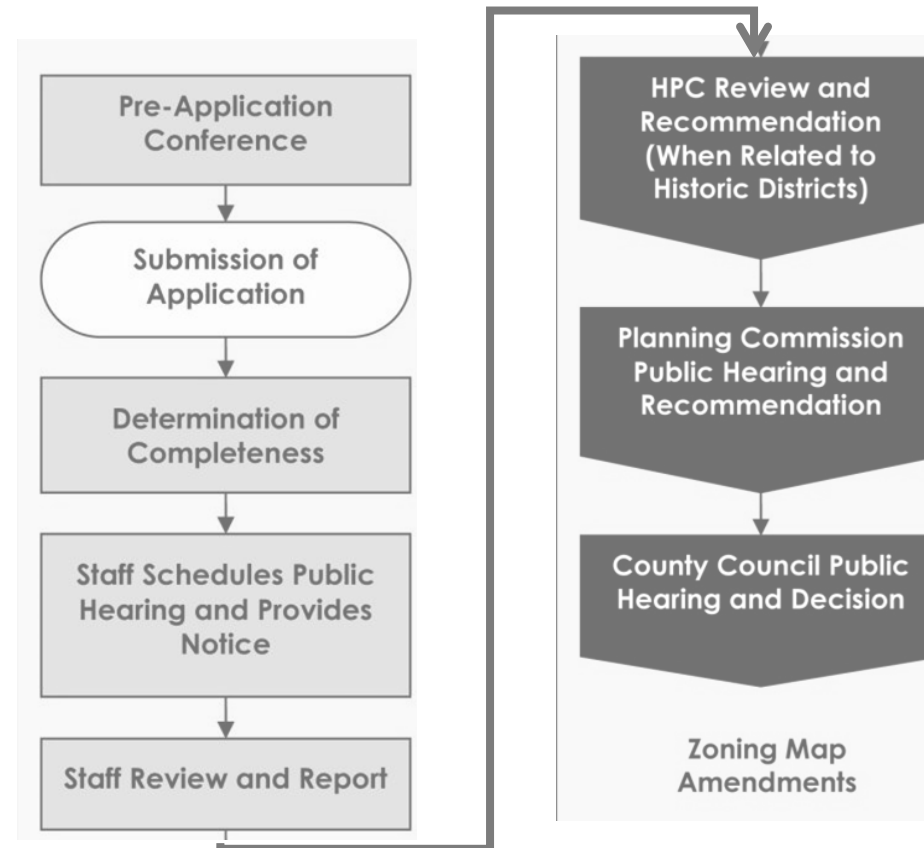 Pre-Application
Conference
Submission of
Application
Determination of
Completeness
Staff Schedules Public
Hearing and Provides
Notice
Staff Review and Report
HPC Review and
Recommendation
(When Related to
Historic Districts)
Planning Commission
Public Hearing and
Recommendation
County Council Public
Hearing and Decision
Zoning Map
Amendments